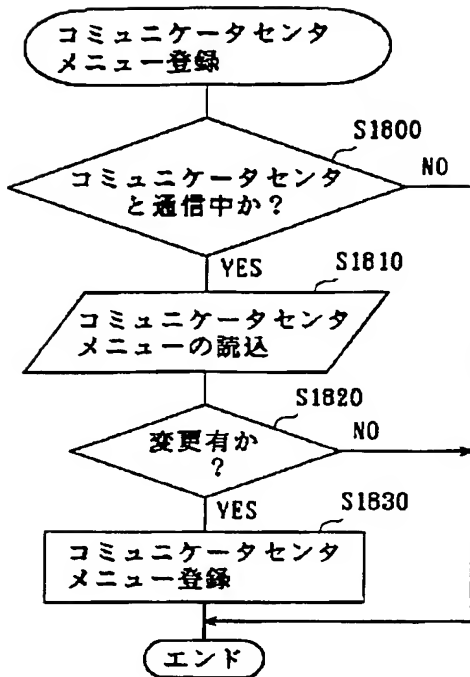 コミュニケータセンタ
メニュー登録
S1800
NO
コミュニケータセンタ
と通信中か？
YES
S1810
コミュニケータセンタ
メニューの読込
S1820
NO
変更有か
？
YES
S1830
コミュニケータセンタ
メニュー登録
エンド